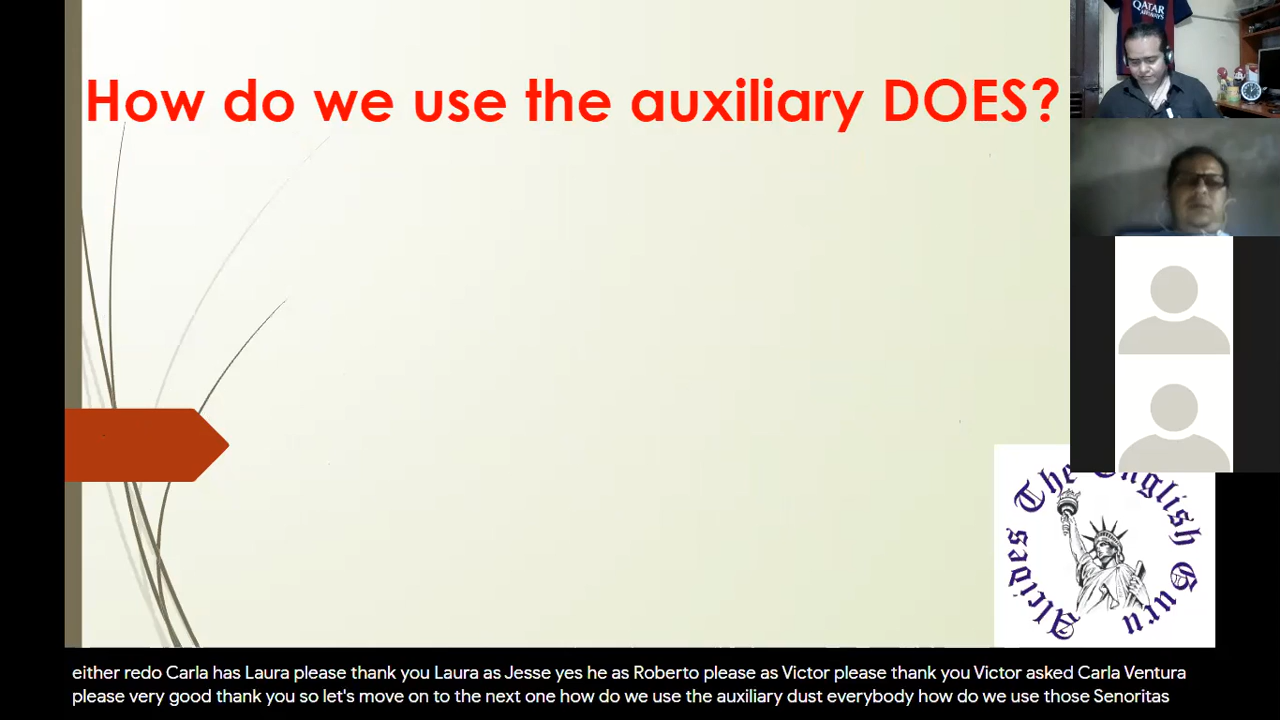 How do we use the auxiliary DOES?
QATAR
AIRWAYS
Alcides The English Guru
either redo Carla has Laura please thank you Laura as Jesse yes he as Roberto please as Victor please thank you Victor asked Carla Ventura
please very good thank you so let's move on to the next one how do we use the auxiliary dust everybody how do we use those Senoritas